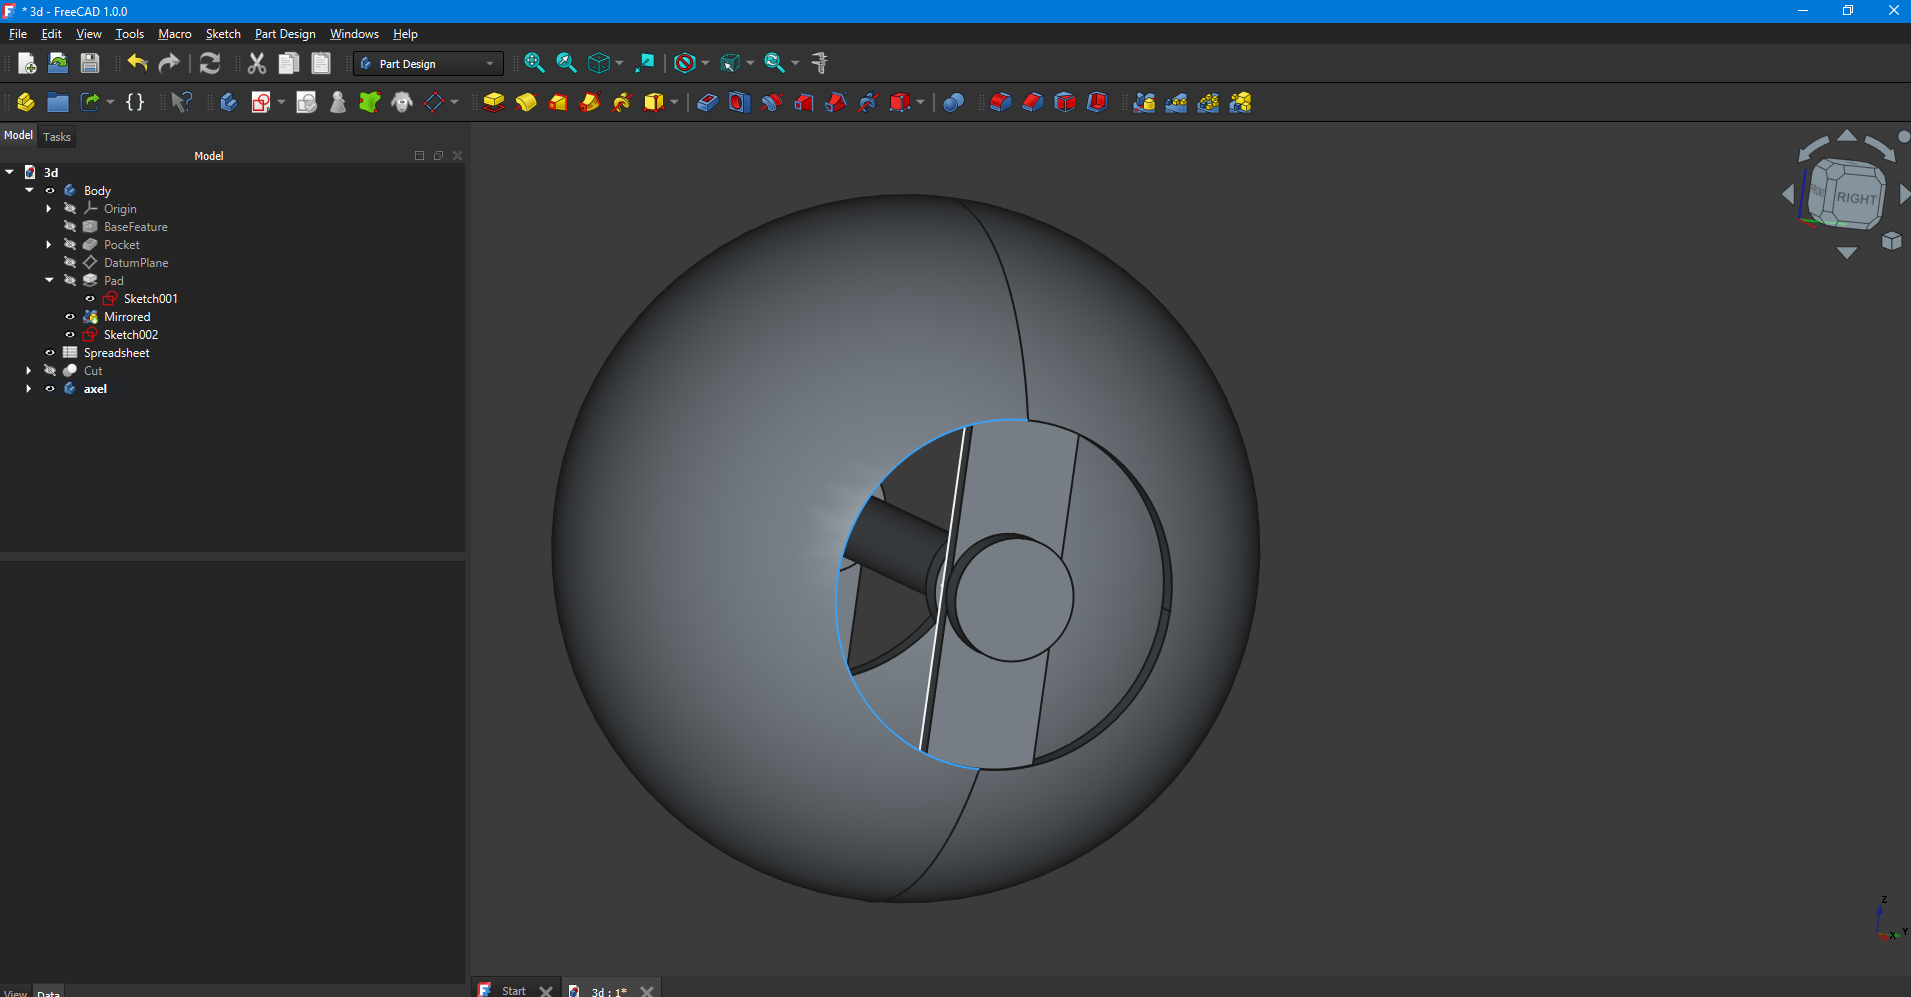 * 3d - FreeCAD 1.0.0
File Edit View Tools Macro Sketch Part Design Windows Help
Part Design
Model Tasks
Model
3d
Body
Origin
BaseFeature
Pocket
DatumPlane
Pad
Sketch001
Mirrored
Sketch002
Spreadsheet
Cut
axel
FRONT RIGHT
Z
X Y
View Data
Start 3d : 1*